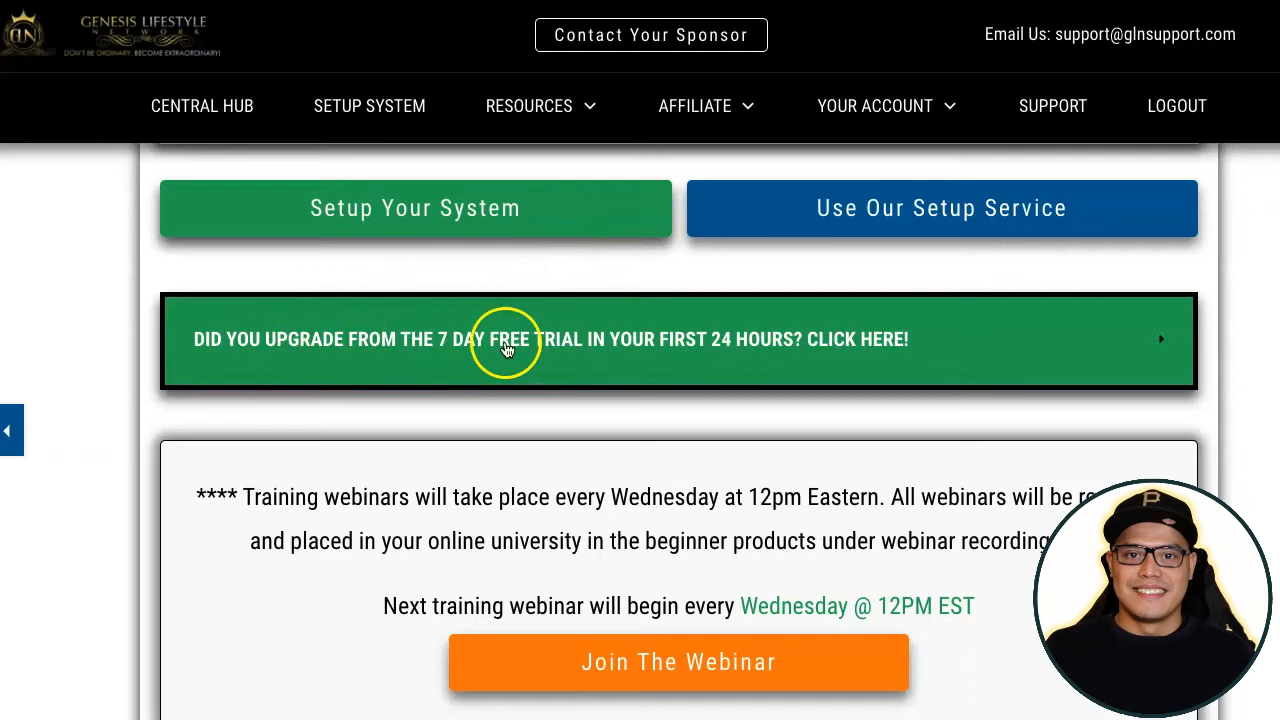 GENESIS LIFESTYLE
NETWORK
DON'T BE ORDINARY, BECOME EXTRAORDINARY!
Contact Your Sponsor
Email Us: support@glnsupport.com
CENTRAL HUB
SETUP SYSTEM
RESOURCES
AFFILIATE
YOUR ACCOUNT
SUPPORT
LOGOUT
Setup Your System
Use Our Setup Service
DID YOU UPGRADE FROM THE 7 DAY FREE TRIAL IN YOUR FIRST 24 HOURS? CLICK HERE!
**** Training webinars will take place every Wednesday at 12pm Eastern. All webinars will be
and placed in your online university in the beginner products under webinar recording
Next training webinar will begin every Wednesday @ 12PM EST
Join The Webinar
P